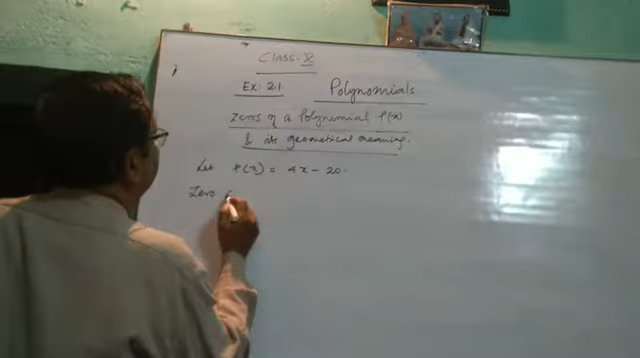 Class-X
Ex: 2.1 Polynomials
Zeros of a Polynomial P(x)
& its geometrical meaning.
Let P(x) = 4x - 20.
Zero